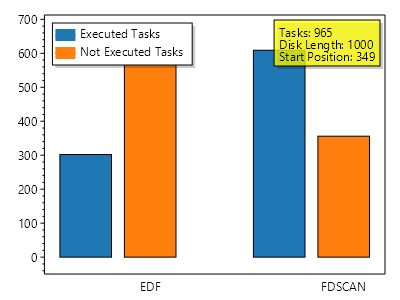 700
600
500
400
300
200
100
0
Executed Tasks
Not Executed Tasks
Tasks: 965
Disk Length: 1000
Start Position: 349
EDF
FDSCAN